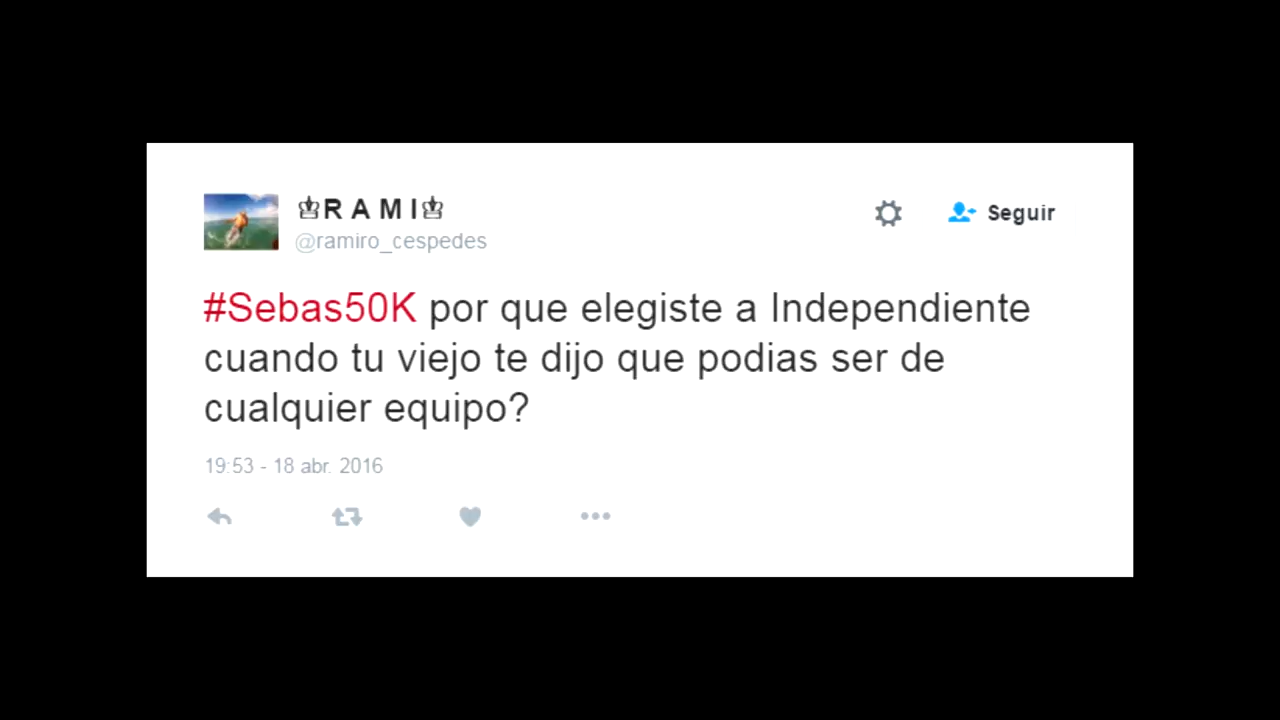 ♔R A M I♔
@ramiro_cespedes
Seguir
#Sebas50K por que elegiste a Independiente
cuando tu viejo te dijo que podias ser de
cualquier equipo?
19:53 - 18 abr. 2016